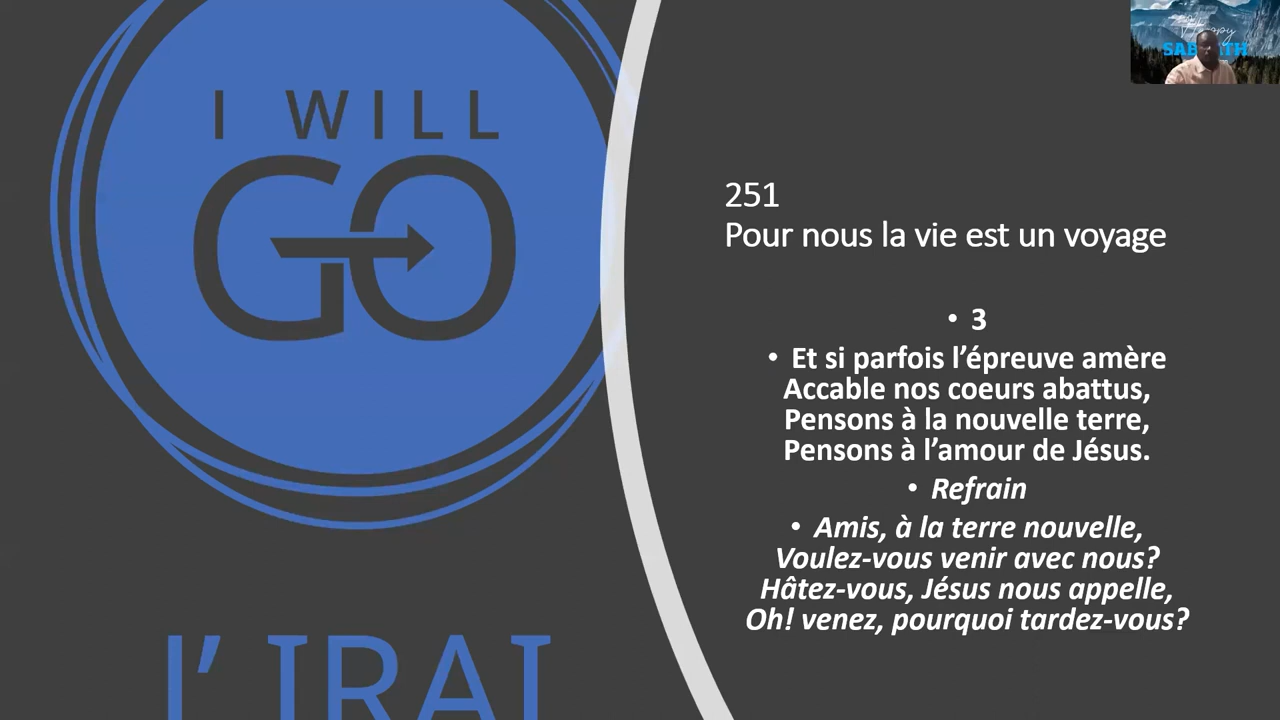 I WILL
GO
J' IRAI
251
Pour nous la vie est un voyage
• 3
• Et si parfois l’épreuve amère
Accable nos coeurs abattus,
Pensons à la nouvelle terre,
Pensons à l’amour de Jésus.
• Refrain
• Amis, à la terre nouvelle,
Voulez-vous venir avec nous?
Hâtez-vous, Jésus nous appelle,
Oh! venez, pourquoi tardez-vous?